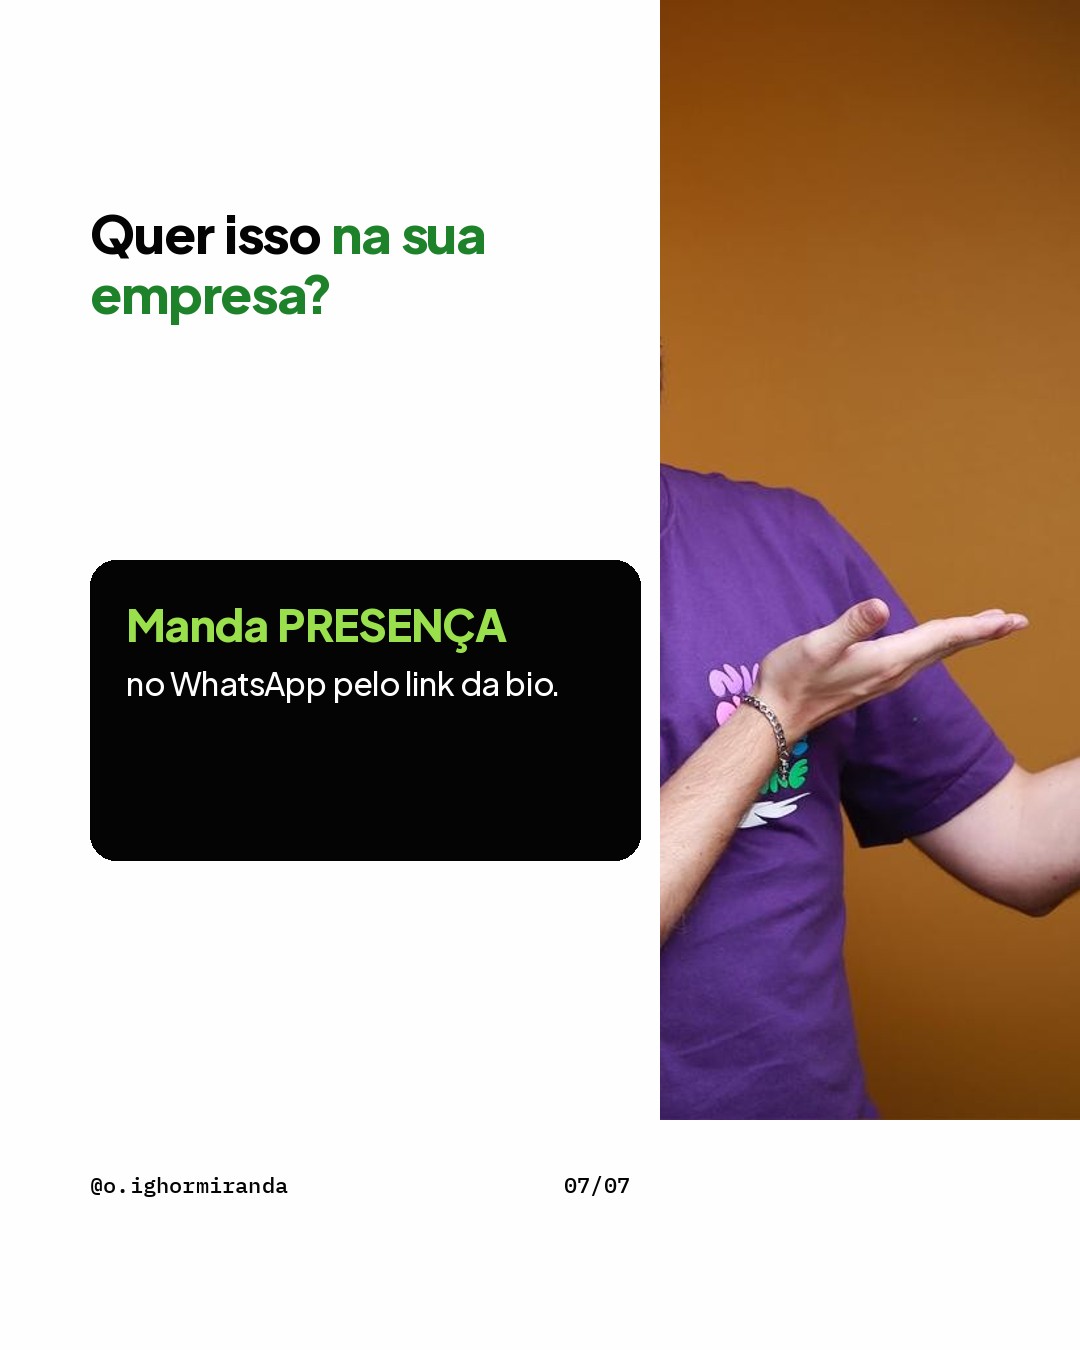 Quer isso na sua
empresa?
Manda PRESENÇA
no WhatsApp pelo link da bio.
@o.ighormiranda
07/07